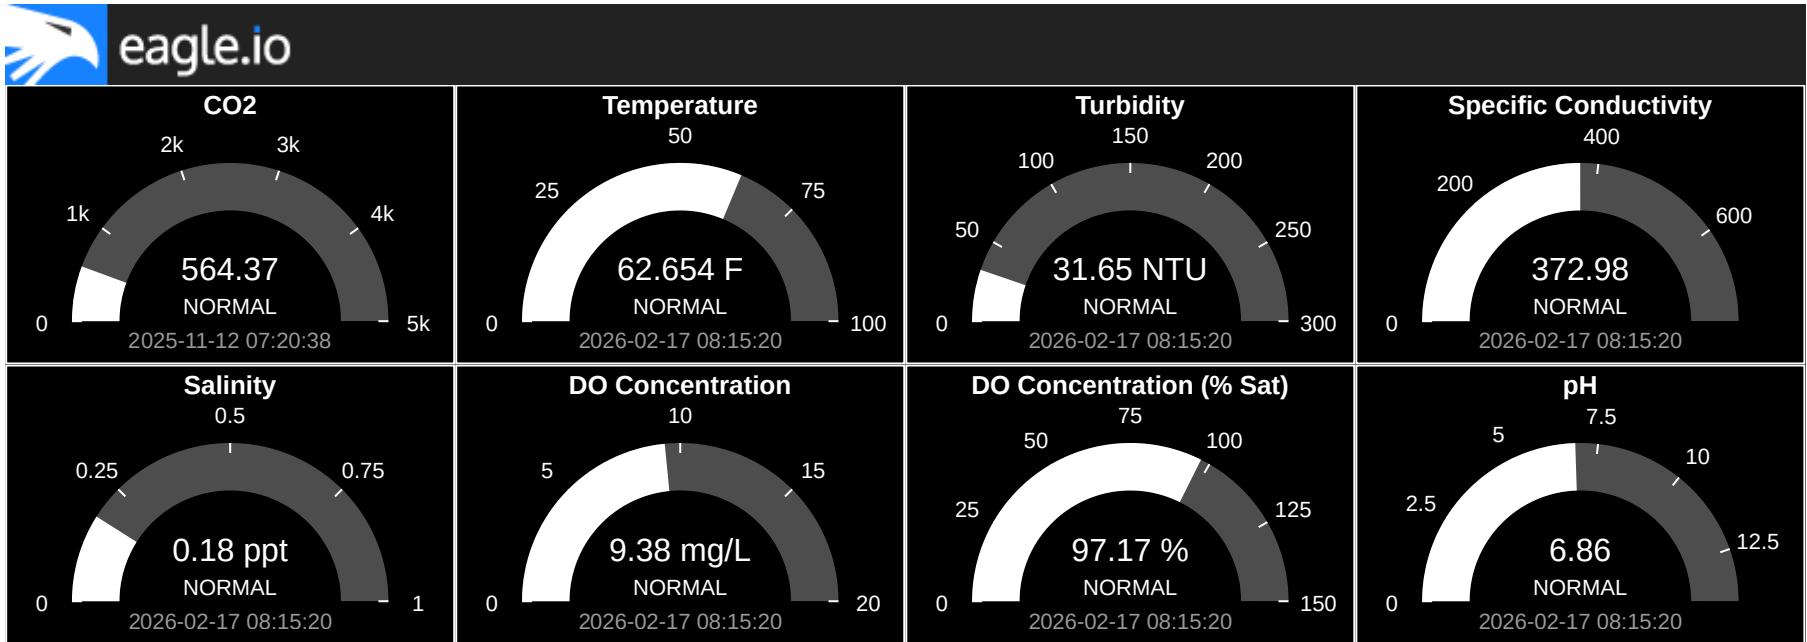 eagle.io
CO2
0
1k
2k
3k
4k
5k
564.37
NORMAL
2025-11-12 07:20:38
Temperature
0
25
50
75
100
62.654 F
NORMAL
2026-02-17 08:15:20
Turbidity
0
50
100
150
200
250
300
31.65 NTU
NORMAL
2026-02-17 08:15:20
Specific Conductivity
0
200
400
600
372.98
NORMAL
2026-02-17 08:15:20
Salinity
0
0.25
0.5
0.75
1
0.18 ppt
NORMAL
2026-02-17 08:15:20
DO Concentration
0
5
10
15
20
9.38 mg/L
NORMAL
2026-02-17 08:15:20
DO Concentration (% Sat)
0
25
50
75
100
125
150
97.17 %
NORMAL
2026-02-17 08:15:20
pH
0
2.5
5
7.5
10
12.5
6.86
NORMAL
2026-02-17 08:15:20